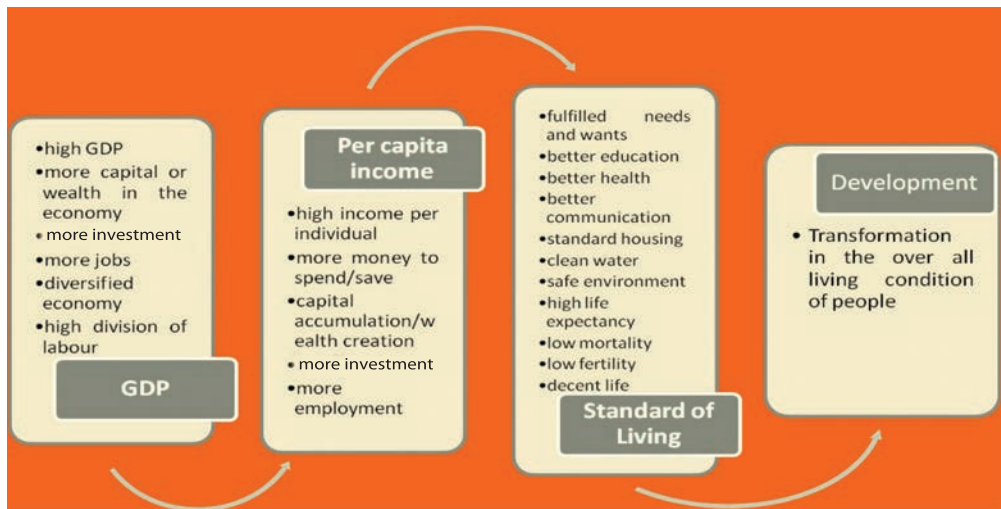 •high GDP
•more capital or
wealth in the
economy
• more investment
•more jobs
•diversified
economy
•high division of
labour
GDP
Per capita
income
•high income per
individual
•more money to
spend/save
•capital
accumulation/w
ealth creation
• more investment
•more
employment
•fulfilled needs
and wants
•better education
•better health
•better
communication
•standard housing
•clean water
•safe environment
•high life
expectancy
•low mortality
•low fertility
•decent life
Standard of
Living
Development
• Transformation
in the over all
living condition
of people